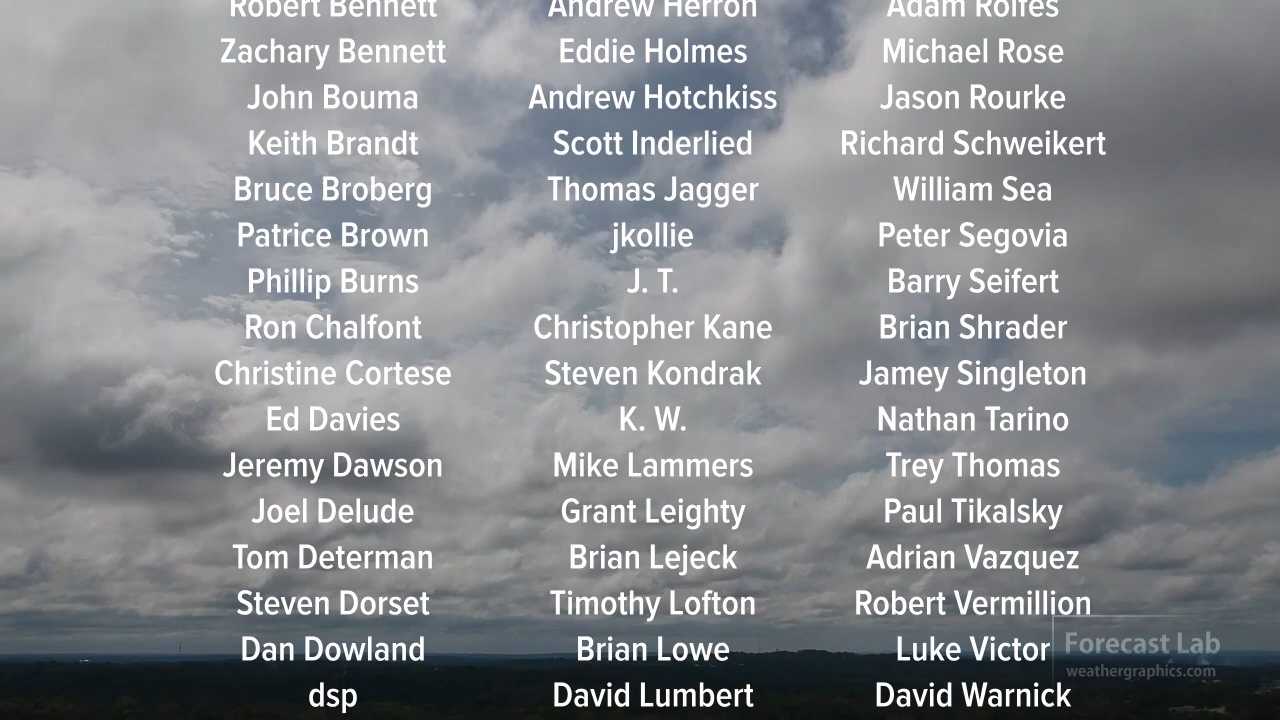 Robert Bennett
Zachary Bennett
John Bouma
Keith Brandt
Bruce Broberg
Patrice Brown
Phillip Burns
Ron Chalfont
Christine Cortese
Ed Davies
Jeremy Dawson
Joel Delude
Tom Determan
Steven Dorset
Dan Dowland
dsp
Andrew Herron
Eddie Holmes
Andrew Hotchkiss
Scott Inderlied
Thomas Jagger
jkollie
J. T.
Christopher Kane
Steven Kondrak
K. W.
Mike Lammers
Grant Leighty
Brian Lejeck
Timothy Lofton
Brian Lowe
David Lumbert
Adam Rolfes
Michael Rose
Jason Rourke
Richard Schweikert
William Sea
Peter Segovia
Barry Seifert
Brian Shrader
Jamey Singleton
Nathan Tarino
Trey Thomas
Paul Tikalsky
Adrian Vazquez
Robert Vermillion
Luke Victor
David Warnick
Forecast Lab
weathergraphics.com